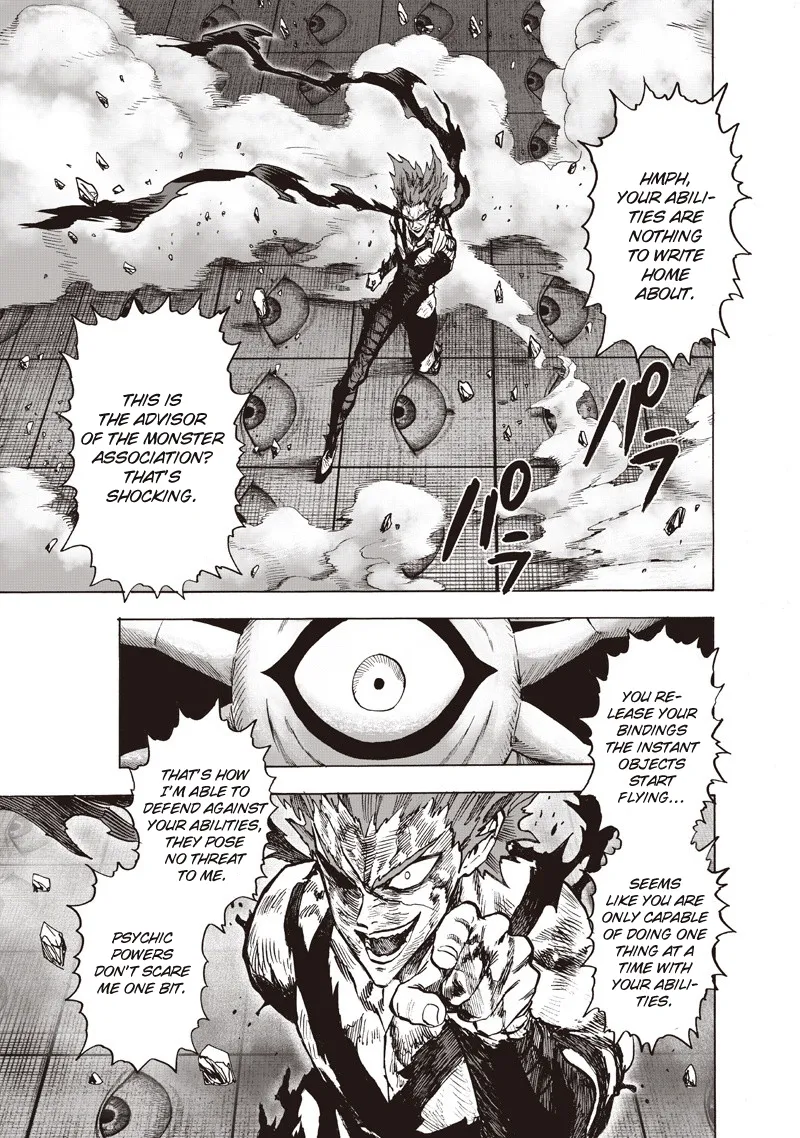 HMPH,
YOUR ABILI-
TIES ARE
NOTHING
TO WRITE
HOME
ABOUT.
THIS IS
THE ADVISOR
OF THE MONSTER
ASSOCIATION?
THAT'S
SHOCKING.
パラ
パラ
YOU RE-
LEASE YOUR
BINDINGS
THE INSTANT
OBJECTS
START
FLYING...
SEEMS
LIKE YOU ARE
ONLY CAPABLE
OF DOING ONE
THING AT A
TIME WITH
YOUR ABILI-
TIES.
THAT'S HOW
I'M ABLE TO
DEFEND AGAINST
YOUR ABILITIES,
THEY POSE
NO THREAT
TO ME.
PSYCHIC
POWERS
DON'T SCARE
ME ONE BIT.